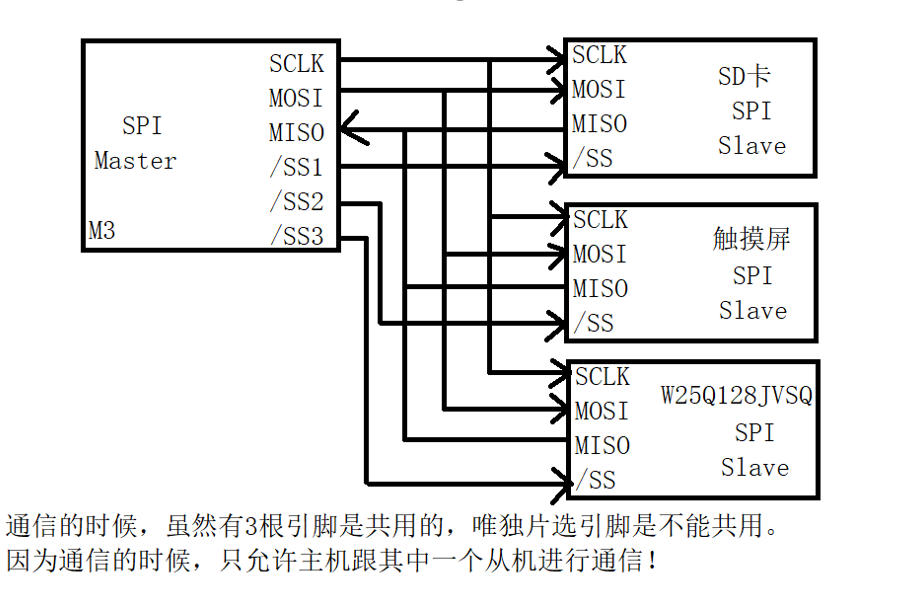 SCLK
MOSI
MISO
/SS1
/SS2
/SS3
SPI
Master
M3
SCLK
MOSI
MISO
/SS
SD卡
SPI
Slave
SCLK
MOSI
MISO
/SS
触摸屏
SPI
Slave
SCLK
MOSI
MISO
/SS
W25Q128JVSQ
SPI
Slave
通信的时候，虽然有3根引脚是共用的，唯独片选引脚是不能共用。
因为通信的时候，只允许主机跟其中一个从机进行通信！